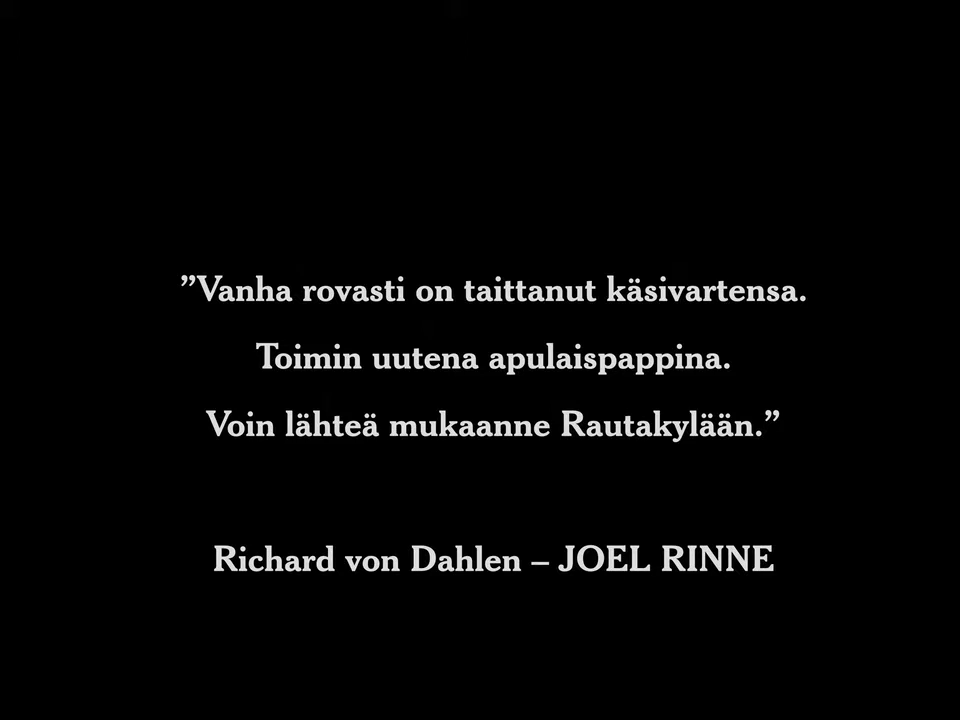 ”Vanha rovasti on taittanut käsivartensa.
Toimin uutena apulaispappina.
Voin lähteä mukaanne Rautakylään.”
Richard von Dahlen – JOEL RINNE